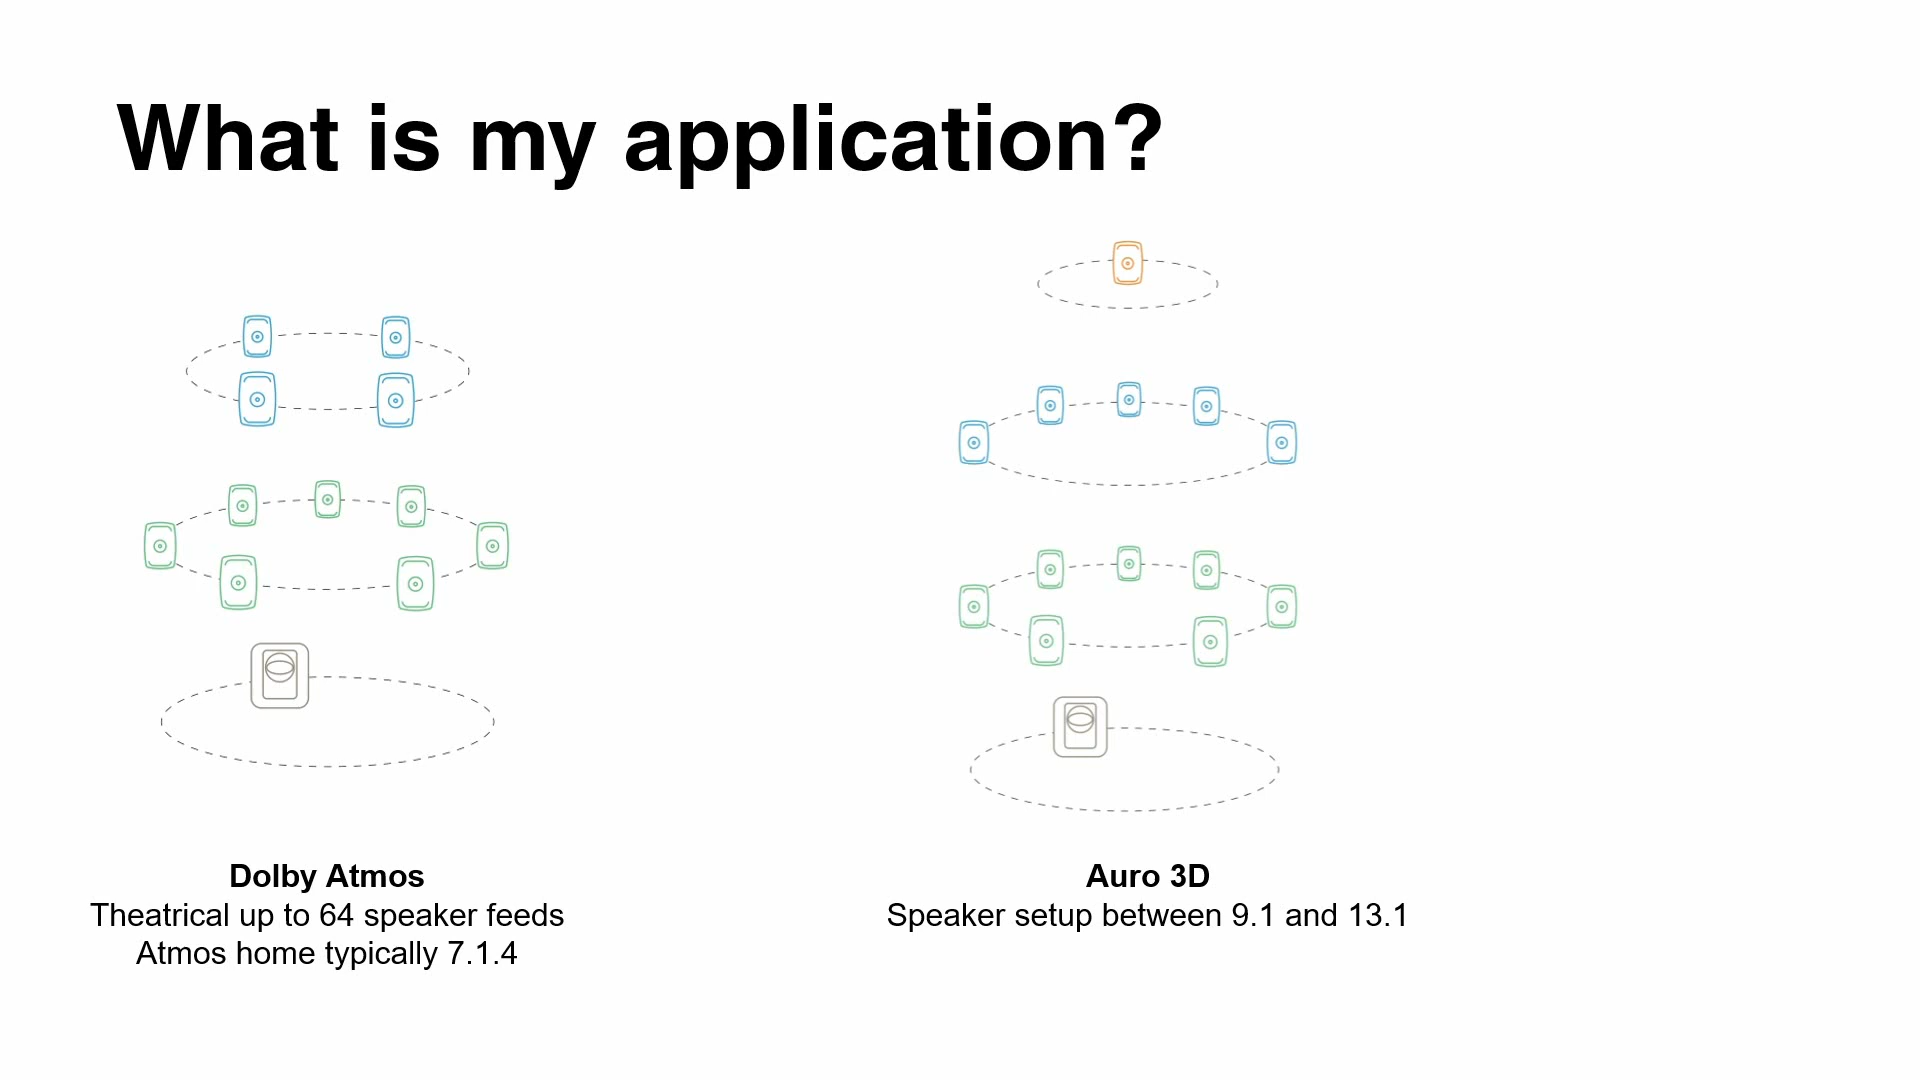 What is my application?
Dolby Atmos
Theatrical up to 64 speaker feeds
Atmos home typically 7.1.4
Auro 3D
Speaker setup between 9.1 and 13.1